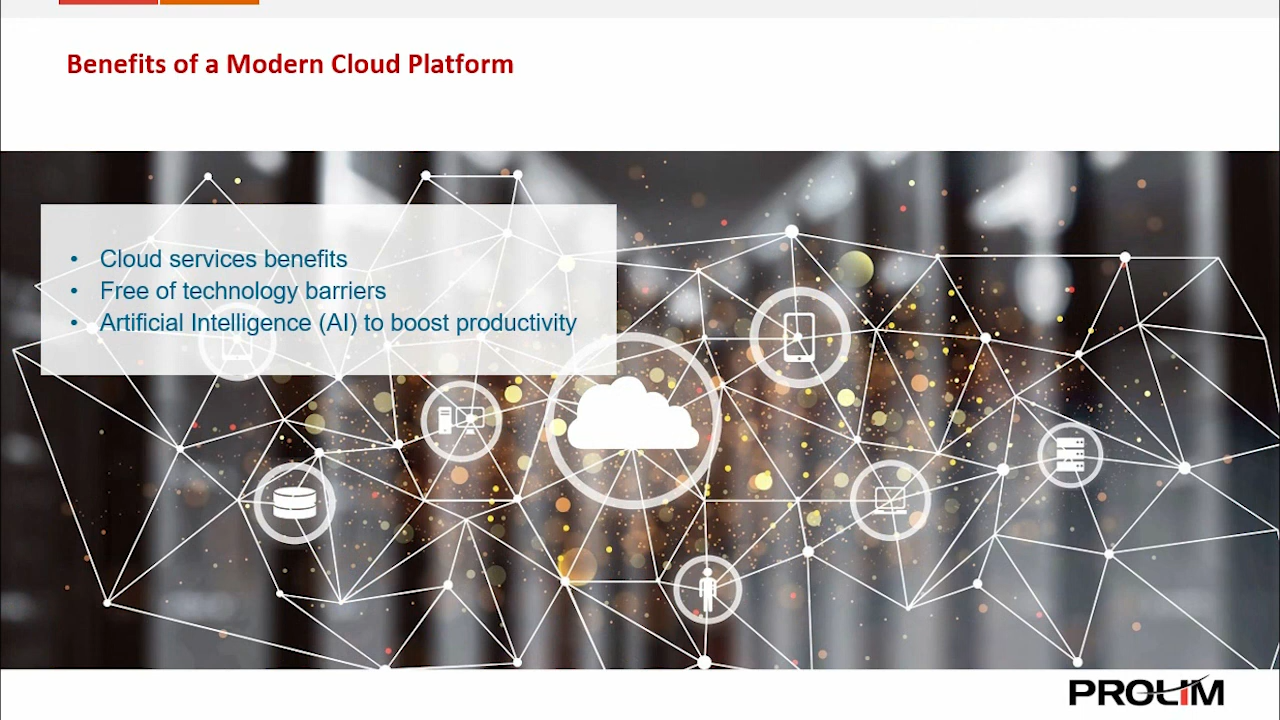 Benefits of a Modern Cloud Platform
• Cloud services benefits
• Free of technology barriers
• Artificial Intelligence (AI) to boost productivity
PROLIM